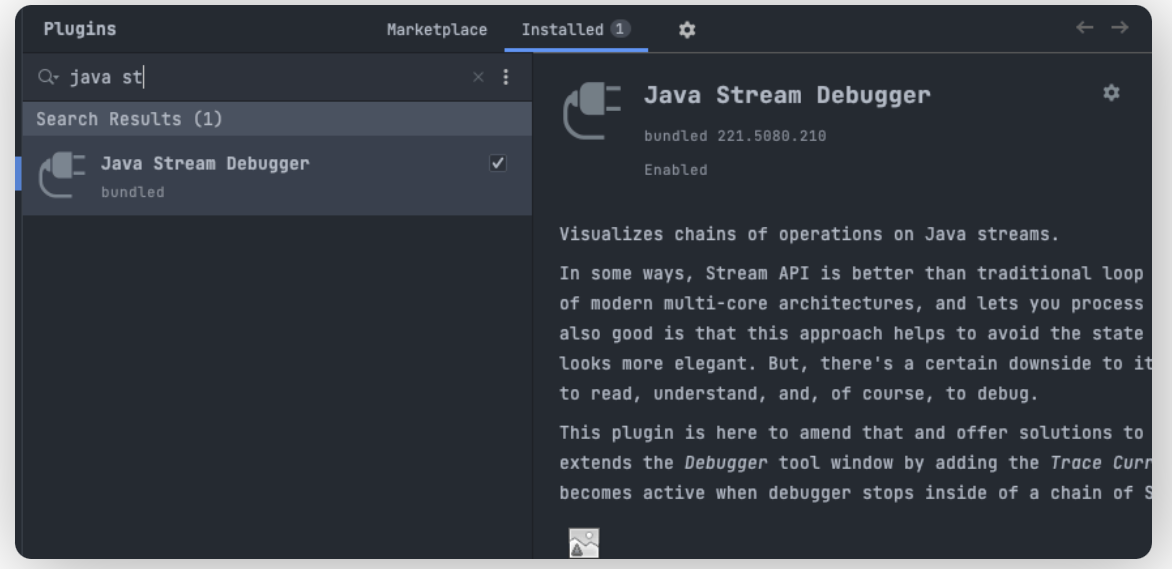 Plugins
Marketplace
Installed 1
java st
Search Results (1)
Java Stream Debugger
bundled
Java Stream Debugger
bundled 221.5080.210
Enabled
Visualizes chains of operations on Java streams.
In some ways, Stream API is better than traditional loop
of modern multi-core architectures, and lets you process
also good is that this approach helps to avoid the state
looks more elegant. But, there's a certain downside to it
to read, understand, and, of course, to debug.
This plugin is here to amend that and offer solutions to
extends the Debugger tool window by adding the Trace Curr
becomes active when debugger stops inside of a chain of S